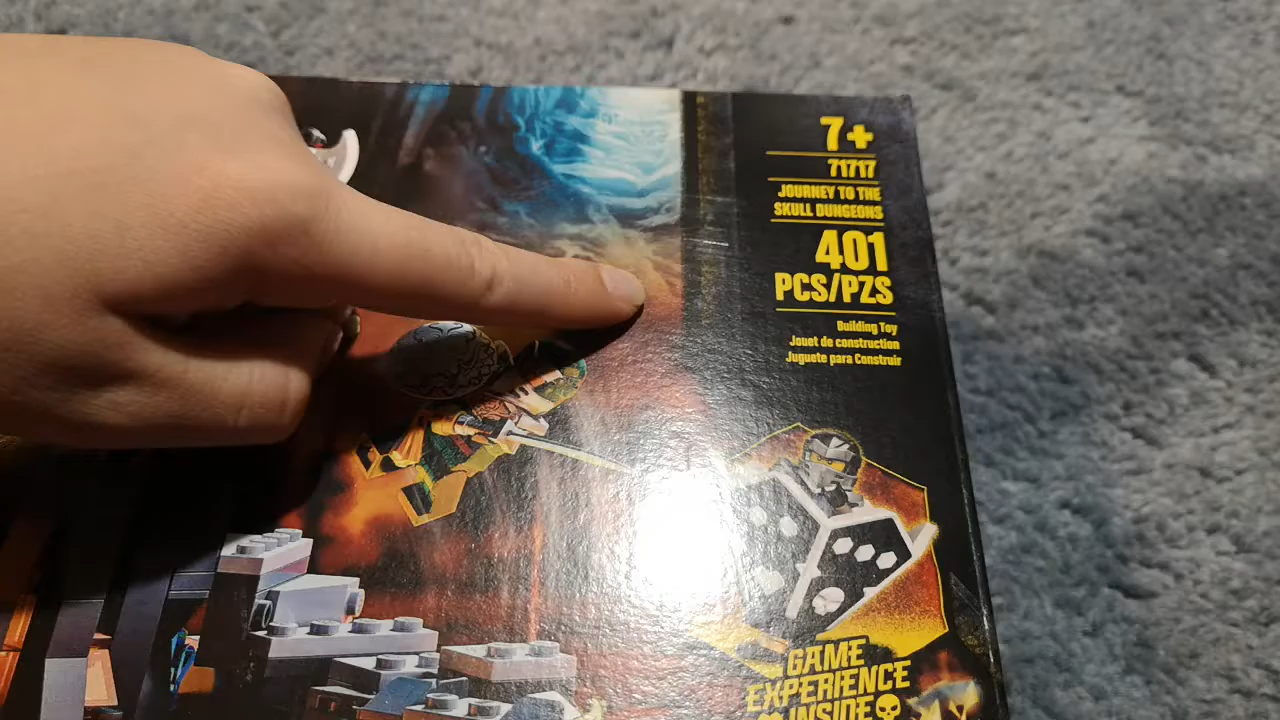 7+
71717
JOURNEY TO THE
SKULL DUNGEONS
401
PCS/PZS
Building Toy
Jouet de construction
Juguete para Construir
GAME
EXPERIENCE
INSIDE